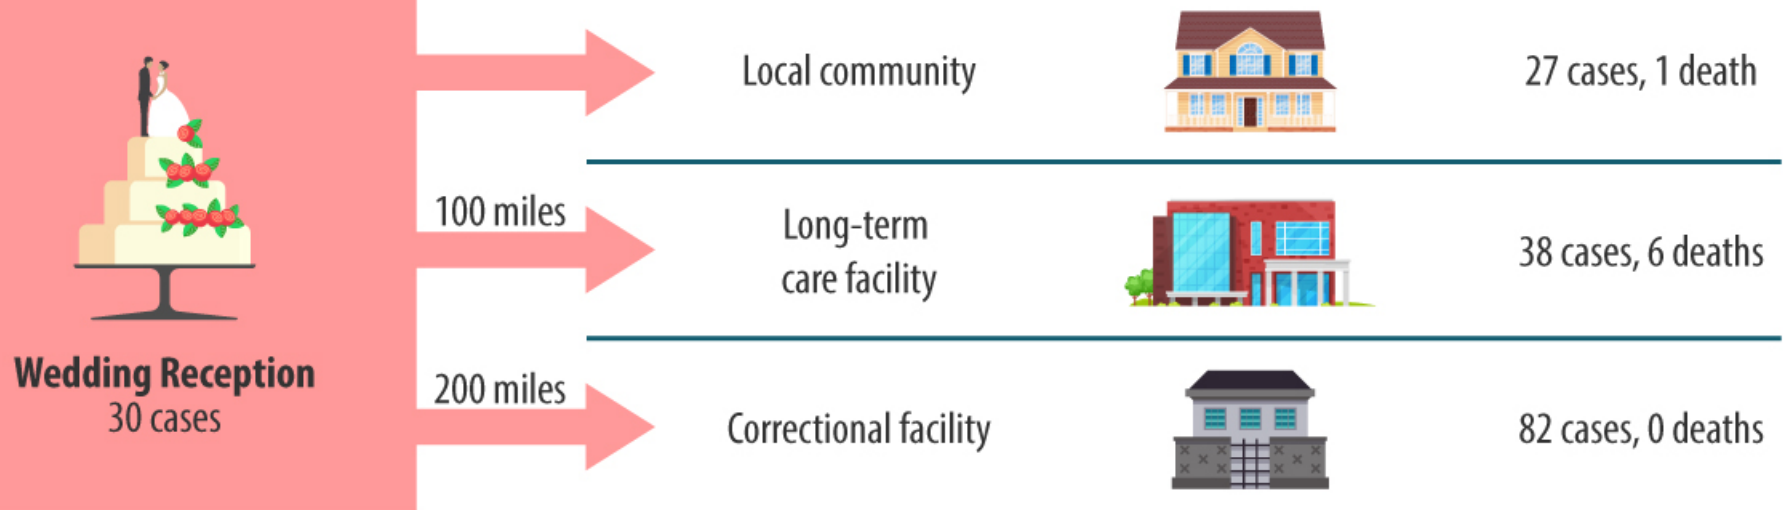 Wedding Reception
30 cases
Local community
27 cases, 1 death
100 miles
Long-term
care facility
38 cases, 6 deaths
200 miles
Correctional facility
82 cases, 0 deaths